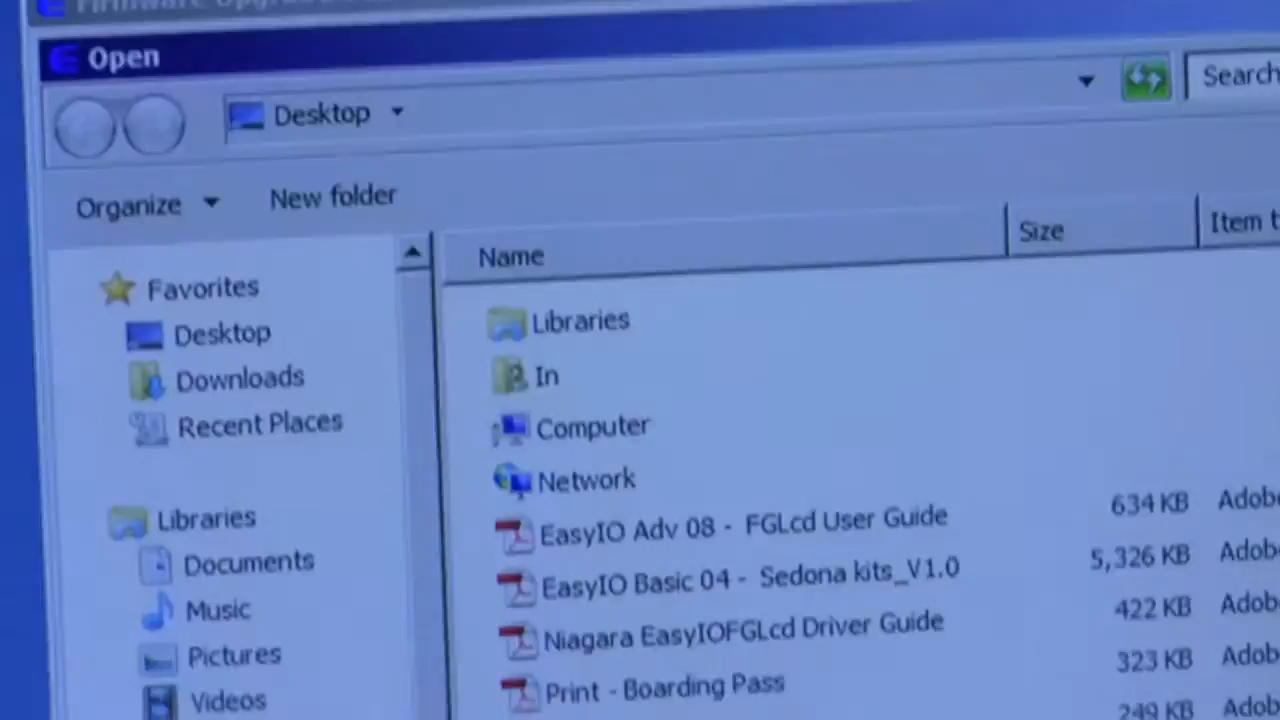 Firmware
Open
Desktop
Search
Organize
New folder
Name
Size
Item t
Favorites
Desktop
Downloads
Recent Places
Libraries
Documents
Music
Pictures
Videos
Libraries
In
Computer
Network
EasyIO Adv 08 - FGLcd User Guide 634 KB Adob
EasyIO Basic 04 - Sedona kits_V1.0 5,326 KB Adob
Niagara EasyIOFGLcd Driver Guide 422 KB Adob
Print - Boarding Pass 323 KB Adob
249 KB Adob